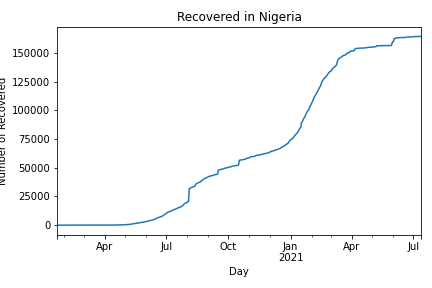 Recovered in Nigeria
Number of Recovered
150000
125000
100000
75000
50000
25000
0
Apr Jul Oct Jan Apr Jul
2021
Day